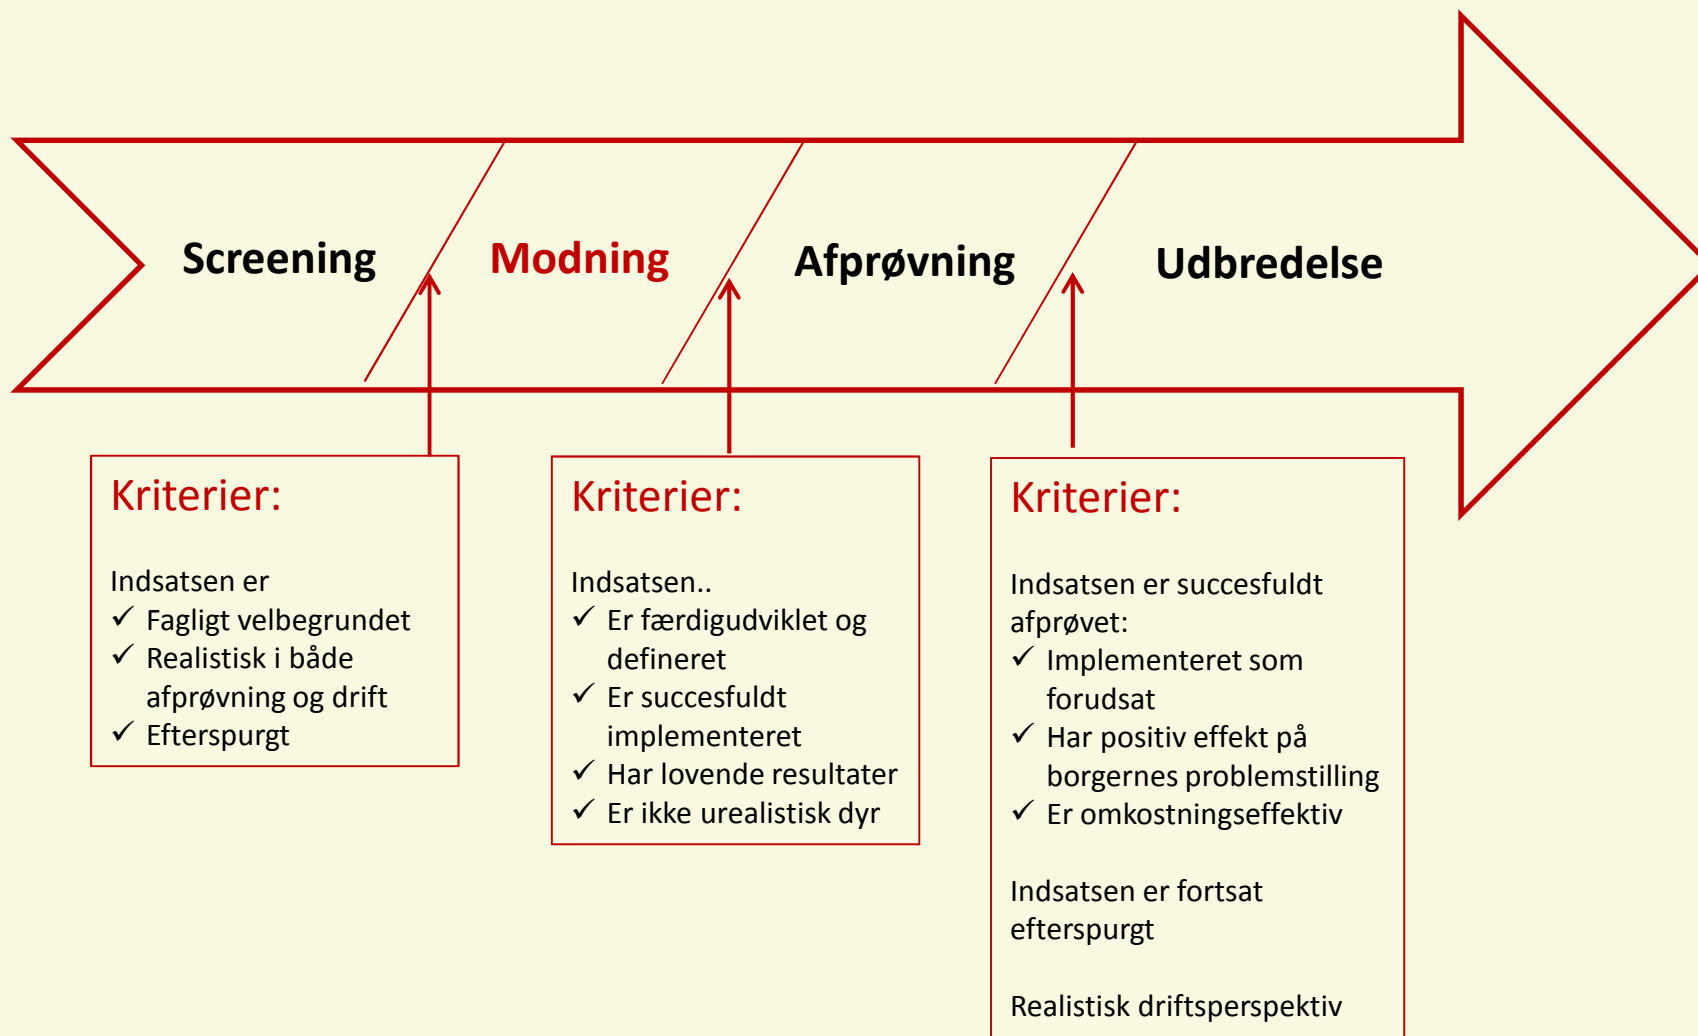 Screening
Modning
Afprøvning
Udbredelse
Kriterier:
Indsatsen er
✓ Fagligt velbegrundet
✓ Realistisk i både
afprøvning og drift
✓ Efterspurgt
Kriterier:
Indsatsen..
✓ Er færdigudviklet og
defineret
✓ Er succesfuldt
implementeret
✓ Har lovende resultater
✓ Er ikke urealistisk dyr
Kriterier:
Indsatsen er succesfuldt
afprøvet:
✓ Implementeret som
forudsat
✓ Har positiv effekt på
borgernes problemstilling
✓ Er omkostningseffektiv
Indsatsen er fortsat
efterspurgt
Realistisk driftsperspektiv